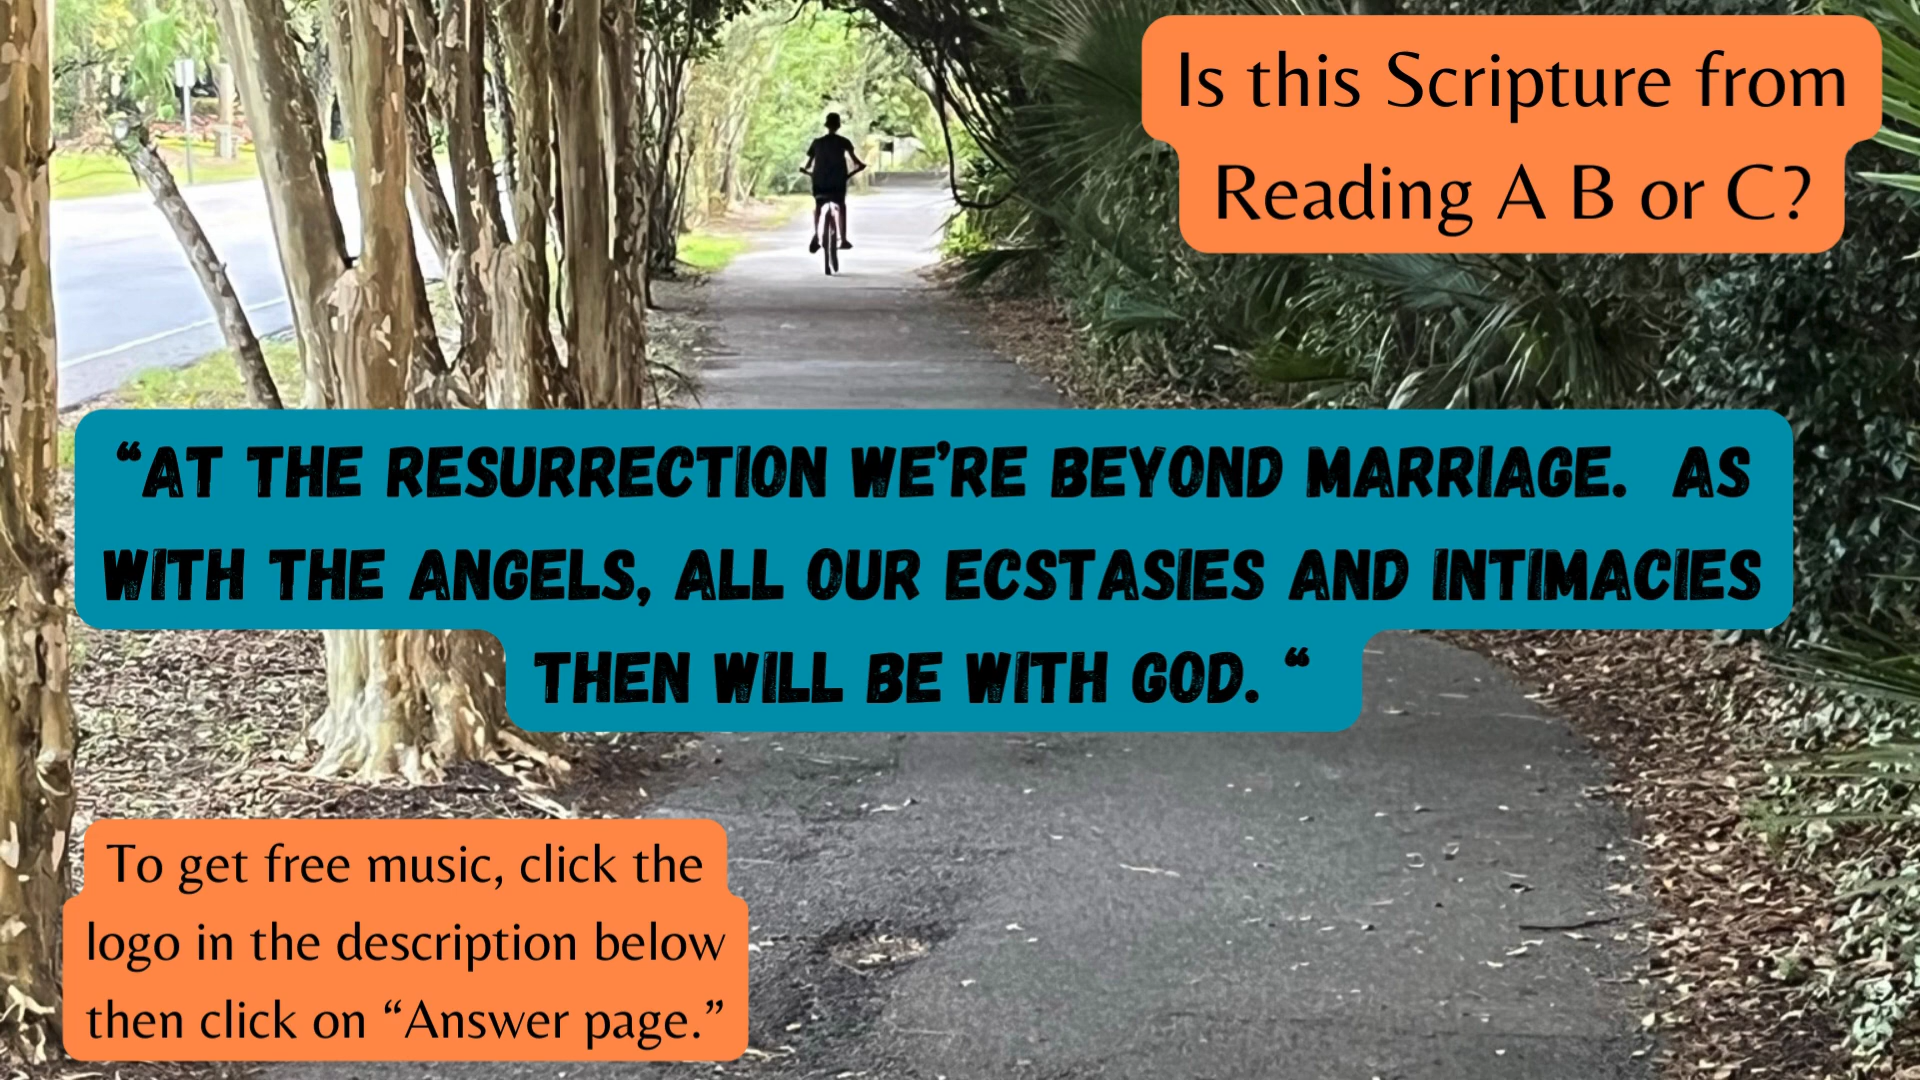 Is this Scripture from
Reading A B or C?
“AT THE RESURRECTION WE’RE BEYOND MARRIAGE.  AS
WITH THE ANGELS, ALL OUR ECSTASIES AND INTIMACIES
THEN WILL BE WITH GOD. “
To get free music, click the
logo in the description below
then click on “Answer page.”